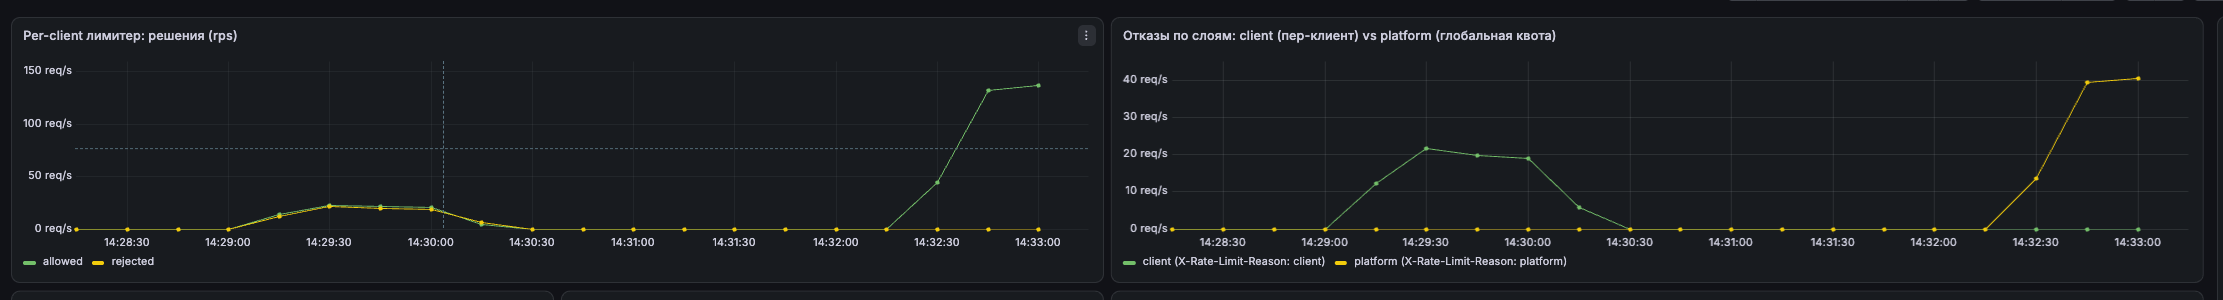 Per-client лимитер: решения (rps)
150 req/s
100 req/s
50 req/s
0 req/s
14:28:30 14:29:00 14:29:30 14:30:00 14:30:30 14:31:00 14:31:30 14:32:00 14:32:30 14:33:00
allowed rejected
Отказы по слоям: client (пер-клиент) vs platform (глобальная квота)
40 req/s
30 req/s
20 req/s
10 req/s
0 req/s
14:28:30 14:29:00 14:29:30 14:30:00 14:30:30 14:31:00 14:31:30 14:32:00 14:32:30 14:33:00
client (X-Rate-Limit-Reason: client) platform (X-Rate-Limit-Reason: platform)